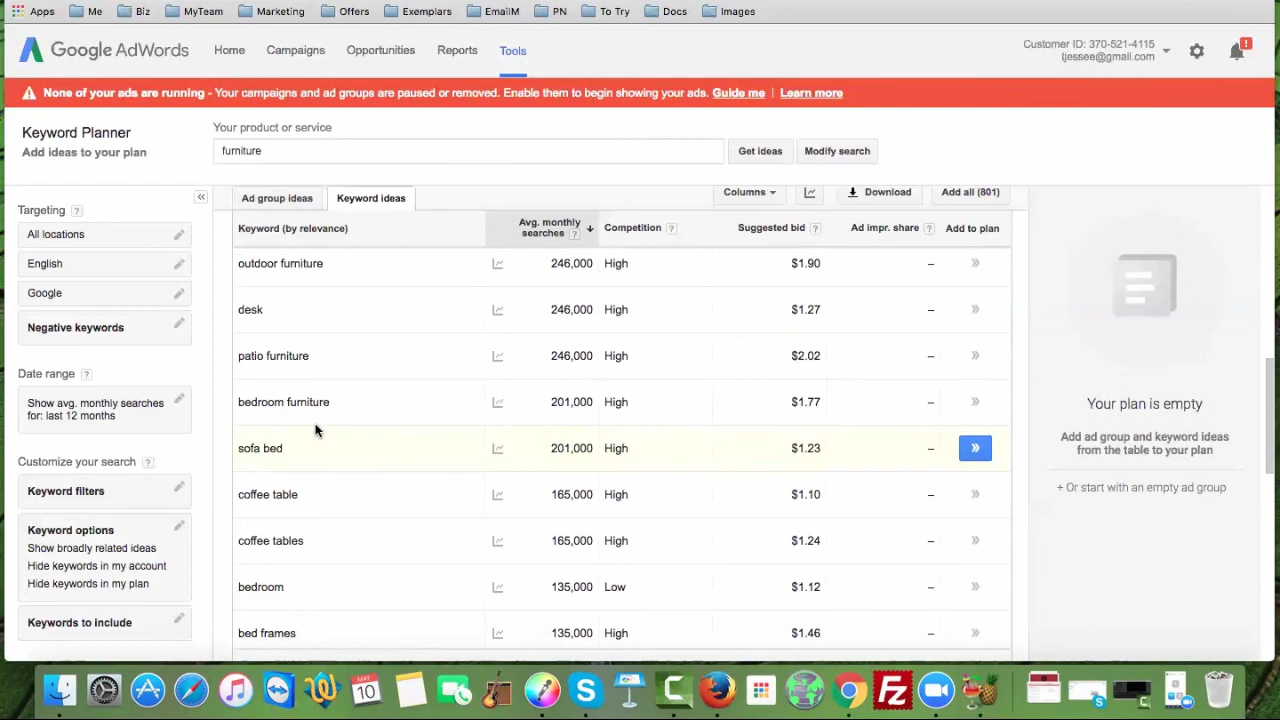 Apps Me Biz MyTeam Marketing Offers Exemplars EmailM PN To Try Docs Images
Google AdWords Home Campaigns Opportunities Reports Tools
Customer ID: 370-521-4115
tjessee@gmail.com
!
None of your ads are running - Your campaigns and ad groups are paused or removed. Enable them to begin showing your ads. Guide me | Learn more
Keyword Planner
Add ideas to your plan
Your product or service
furniture
Get ideas
Modify search
Targeting ?
All locations
English
Google
Negative keywords
Date range ?
Show avg. monthly searches
for: last 12 months
Customize your search ?
Keyword filters
Keyword options
Show broadly related ideas
Hide keywords in my account
Hide keywords in my plan
Keywords to include
Ad group ideas
Keyword ideas
Columns
Download
Add all (801)
Keyword (by relevance) Avg. monthly searches ? Competition ? Suggested bid ? Ad impr. share ? Add to plan
outdoor furniture 246,000 High $1.90 – »
desk 246,000 High $1.27 – »
patio furniture 246,000 High $2.02 – »
bedroom furniture 201,000 High $1.77 – »
sofa bed 201,000 High $1.23 – »
coffee table 165,000 High $1.10 – »
coffee tables 165,000 High $1.24 – »
bedroom 135,000 Low $1.12 – »
bed frames 135,000 High $1.46 – »
Your plan is empty
Add ad group and keyword ideas
from the table to your plan
+ Or start with an empty ad group
MAY
10